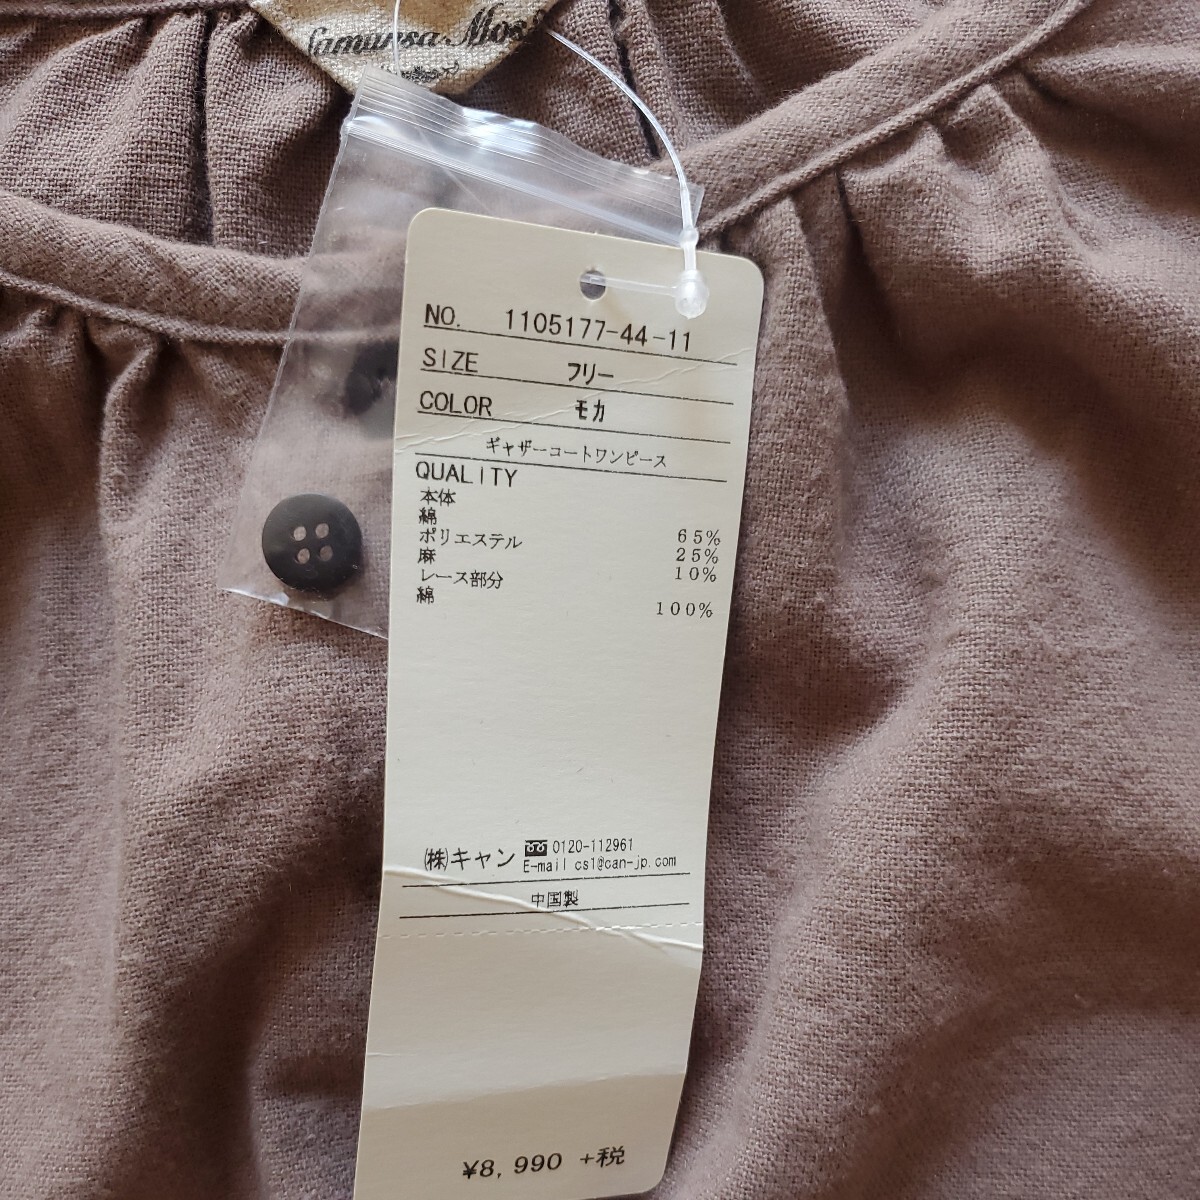 Samansa Mos
NO. 1105177-44-11
SIZE フリー
COLOR モカ
ギャザーコートワンピース
QUALITY
本体
綿 65%
ポリエステル 25%
麻 10%
レース部分
綿 100%
(株)キャン 0120-112961
E-mail cs1@can-jp.com
中国製
¥8,990 +税